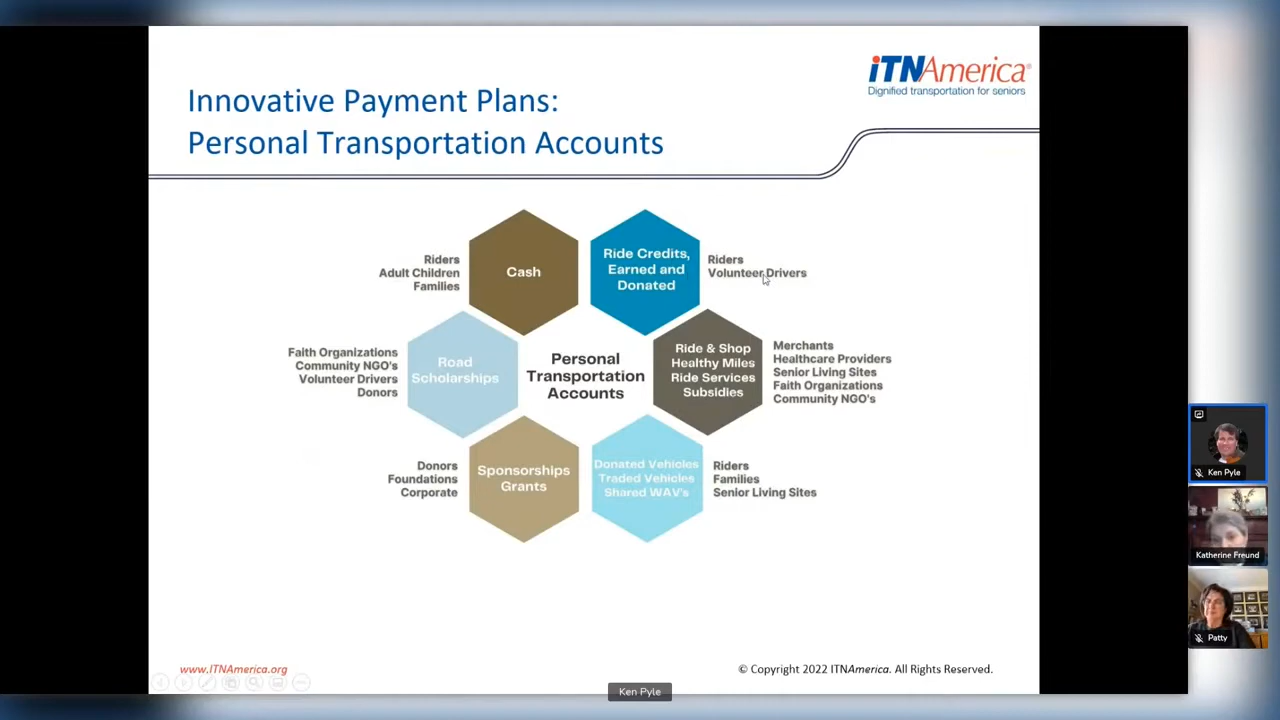 iTNAmerica®
Dignified transportation for seniors
Innovative Payment Plans:
Personal Transportation Accounts
Riders
Adult Children
Families
Cash
Ride Credits,
Earned and
Donated
Riders
Volunteer Drivers
Faith Organizations
Community NGO's
Volunteer Drivers
Donors
Road
Scholarships
Personal
Transportation
Accounts
Ride & Shop
Healthy Miles
Ride Services
Subsidies
Merchants
Healthcare Providers
Senior Living Sites
Faith Organizations
Community NGO's
Donors
Foundations
Corporate
Sponsorships
Grants
Donated Vehicles
Traded Vehicles
Shared WAV's
Riders
Families
Senior Living Sites
Ken Pyle
Katherine Freund
Patty
www.ITNAmerica.org
© Copyright 2022 ITNAmerica. All Rights Reserved.
Ken Pyle